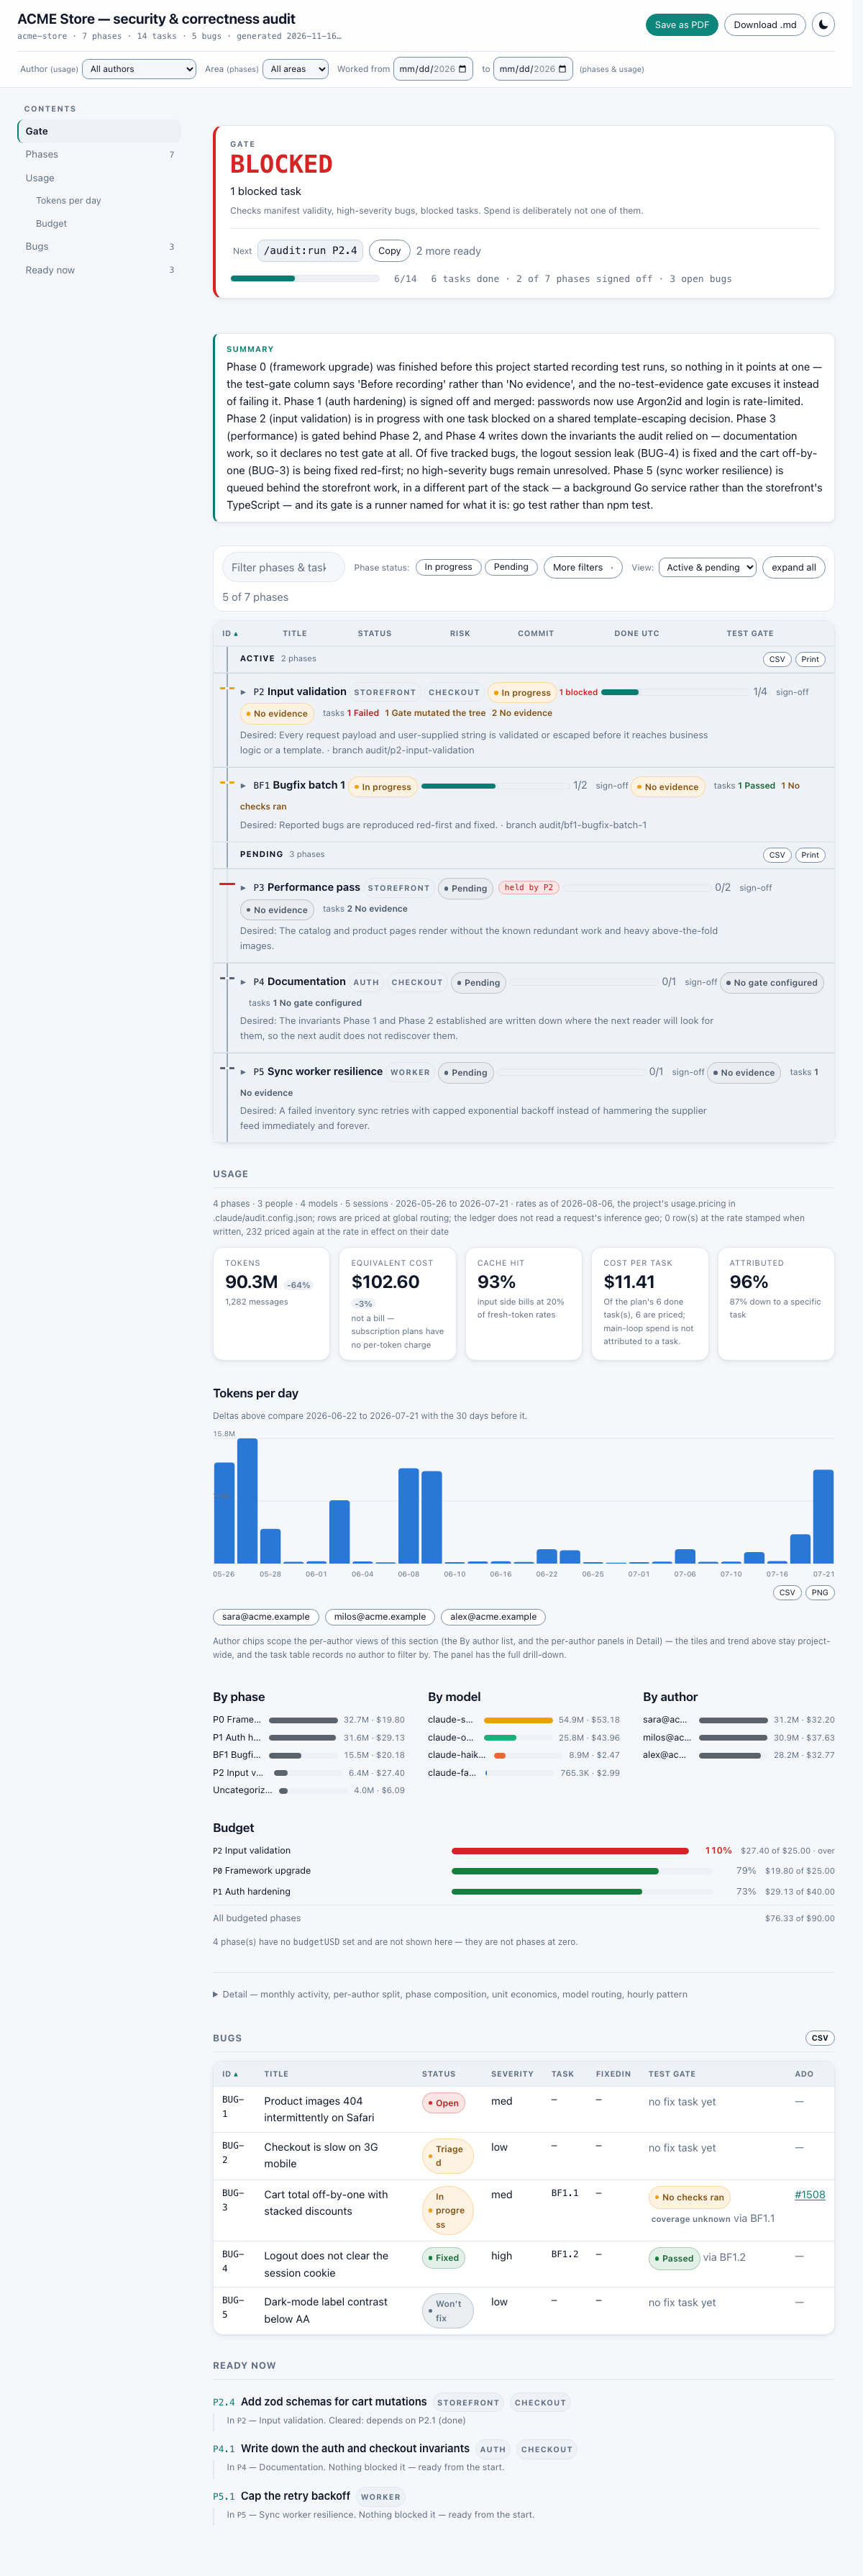 ACME Store — security & correctness audit
acme-store · 7 phases · 14 tasks · 5 bugs · generated 2026-11-16…
Save as PDF
Download .md
Author (usage) All authors Area (phases) All areas Worked from mm/dd/2026 to mm/dd/2026 (phases & usage)
CONTENTS
Gate
Phases 7
Usage
Tokens per day
Budget
Bugs 3
Ready now 3
GATE
BLOCKED
1 blocked task
Checks manifest validity, high-severity bugs, blocked tasks. Spend is deliberately not one of them.
Next /audit:run P2.4 Copy 2 more ready
6/14 6 tasks done · 2 of 7 phases signed off · 3 open bugs
SUMMARY
Phase 0 (framework upgrade) was finished before this project started recording test runs, so nothing in it points at one —
the test-gate column says 'Before recording' rather than 'No evidence', and the no-test-evidence gate excuses it instead
of failing it. Phase 1 (auth hardening) is signed off and merged: passwords now use Argon2id and login is rate-limited.
Phase 2 (input validation) is in progress with one task blocked on a shared template-escaping decision. Phase 3
(performance) is gated behind Phase 2, and Phase 4 writes down the invariants the audit relied on — documentation
work, so it declares no test gate at all. Of five tracked bugs, the logout session leak (BUG-4) is fixed and the cart off-by-
one (BUG-3) is being fixed red-first; no high-severity bugs remain unresolved. Phase 5 (sync worker resilience) is
queued behind the storefront work, in a different part of the stack — a background Go service rather than the storefront's
TypeScript — and its gate is a runner named for what it is: go test rather than npm test.
Filter phases & task Phase status: In progress Pending More filters · View: Active & pending expand all
5 of 7 phases
ID ▲ TITLE STATUS RISK COMMIT DONE UTC TEST GATE
ACTIVE 2 phases CSV Print
▸ P2 Input validation STOREFRONT CHECKOUT In progress 1 blocked 1/4 sign-off
No evidence tasks 1 Failed 1 Gate mutated the tree 2 No evidence
Desired: Every request payload and user-supplied string is validated or escaped before it reaches business
logic or a template. · branch audit/p2-input-validation
▸ BF1 Bugfix batch 1 In progress 1/2 sign-off No evidence tasks 1 Passed 1 No
checks ran
Desired: Reported bugs are reproduced red-first and fixed. · branch audit/bf1-bugfix-batch-1
PENDING 3 phases CSV Print
▸ P3 Performance pass STOREFRONT Pending held by P2 0/2 sign-off
No evidence tasks 2 No evidence
Desired: The catalog and product pages render without the known redundant work and heavy above-the-fold
images.
▸ P4 Documentation AUTH CHECKOUT Pending 0/1 sign-off No gate configured
tasks 1 No gate configured
Desired: The invariants Phase 1 and Phase 2 established are written down where the next reader will look for
them, so the next audit does not rediscover them.
▸ P5 Sync worker resilience WORKER Pending 0/1 sign-off No evidence tasks 1
No evidence
Desired: A failed inventory sync retries with capped exponential backoff instead of hammering the supplier
feed immediately and forever.
USAGE
4 phases · 3 people · 4 models · 5 sessions · 2026-05-26 to 2026-07-21 · rates as of 2026-08-06, the project's usage.pricing in
.claude/audit.config.json; rows are priced at global routing; the ledger does not read a request's inference geo; 0 row(s) at the rate stamped when
written, 232 priced again at the rate in effect on their date
TOKENS
90.3M -64%
1,282 messages
EQUIVALENT COST
$102.60
-3%
not a bill —
subscription plans have
no per-token charge
CACHE HIT
93%
input side bills at 20%
of fresh-token rates
COST PER TASK
$11.41
Of the plan's 6 done
task(s), 6 are priced;
main-loop spend is not
attributed to a task.
ATTRIBUTED
96%
87% down to a specific
task
Tokens per day
Deltas above compare 2026-06-22 to 2026-07-21 with the 30 days before it.
15.8M
05-26 05-28 06-01 06-04 06-08 06-10 06-16 06-22 06-25 07-01 07-06 07-10 07-16 07-21
CSV PNG
sara@acme.example milos@acme.example alex@acme.example
Author chips scope the per-author views of this section (the By author list, and the per-author panels in Detail) — the tiles and trend above stay project-
wide, and the task table records no author to filter by. The panel has the full drill-down.
By phase
P0 Frame… 32.7M · $19.80
P1 Auth h… 31.6M · $29.13
BF1 Bugfi… 15.5M · $20.18
P2 Input v… 6.4M · $27.40
Uncategoriz… 4.0M · $6.09
By model
claude-s… 54.9M · $53.18
claude-o… 25.8M · $43.96
claude-haik… 8.9M · $2.47
claude-fa… 765.3K · $2.99
By author
sara@ac… 31.2M · $32.20
milos@ac… 30.9M · $37.63
alex@ac… 28.2M · $32.77
Budget
P2 Input validation 110% $27.40 of $25.00 · over
P0 Framework upgrade 79% $19.80 of $25.00
P1 Auth hardening 73% $29.13 of $40.00
All budgeted phases $76.33 of $90.00
4 phase(s) have no budgetUSD set and are not shown here — they are not phases at zero.
▸ Detail — monthly activity, per-author split, phase composition, unit economics, model routing, hourly pattern
BUGS CSV
ID ▲ TITLE STATUS SEVERITY TASK FIXEDIN TEST GATE ADO
BUG-1 Product images 404 intermittently on Safari Open med — — no fix task yet —
BUG-2 Checkout is slow on 3G mobile Triaged low — — no fix task yet —
BUG-3 Cart total off-by-one with stacked discounts In progress med BF1.1 — No checks ran coverage unknown via BF1.1 #1508
BUG-4 Logout does not clear the session cookie Fixed high BF1.2 — Passed via BF1.2 —
BUG-5 Dark-mode label contrast below AA Won't fix low — — no fix task yet —
READY NOW
P2.4 Add zod schemas for cart mutations STOREFRONT CHECKOUT
In P2 — Input validation. Cleared: depends on P2.1 (done)
P4.1 Write down the auth and checkout invariants AUTH CHECKOUT
In P4 — Documentation. Nothing blocked it — ready from the start.
P5.1 Cap the retry backoff WORKER
In P5 — Sync worker resilience. Nothing blocked it — ready from the start.